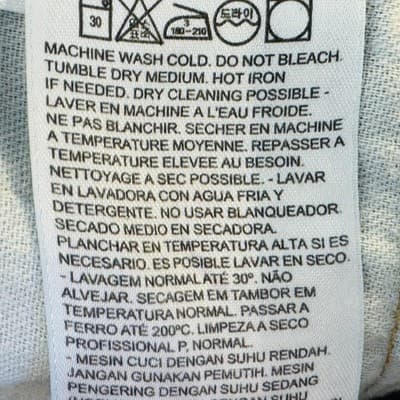 30
표백
3
180-210
드라이
MACHINE WASH COLD. DO NOT BLEACH.
TUMBLE DRY MEDIUM. HOT IRON
IF NEEDED. DRY CLEANING POSSIBLE -
LAVER EN MACHINE A L'EAU FROIDE.
NE PAS BLANCHIR. SECHER EN MACHINE
A TEMPERATURE MOYENNE. REPASSER A
TEMPERATURE ELEVEE AU BESOIN.
NETTOYAGE A SEC POSSIBLE. - LAVAR
EN LAVADORA CON AGUA FRIA Y
DETERGENTE. NO USAR BLANQUEADOR.
SECADO MEDIO EN SECADORA.
PLANCHAR EN TEMPERATURA ALTA SI ES
NECESARIO. ES POSIBLE LAVAR EN SECO.
- LAVAGEM NORMAL ATÉ 30º. NÃO
ALVEJAR. SECAGEM EM TAMBOR EM
TEMPERATURA NORMAL. PASSAR A
FERRO ATÉ 200ºC. LIMPEZA A SECO
PROFISSIONAL P, NORMAL.
- MESIN CUCI DENGAN SUHU RENDAH.
JANGAN GUNAKAN PEMUTIH. MESIN
PENGERING DENGAN SUHU SEDANG